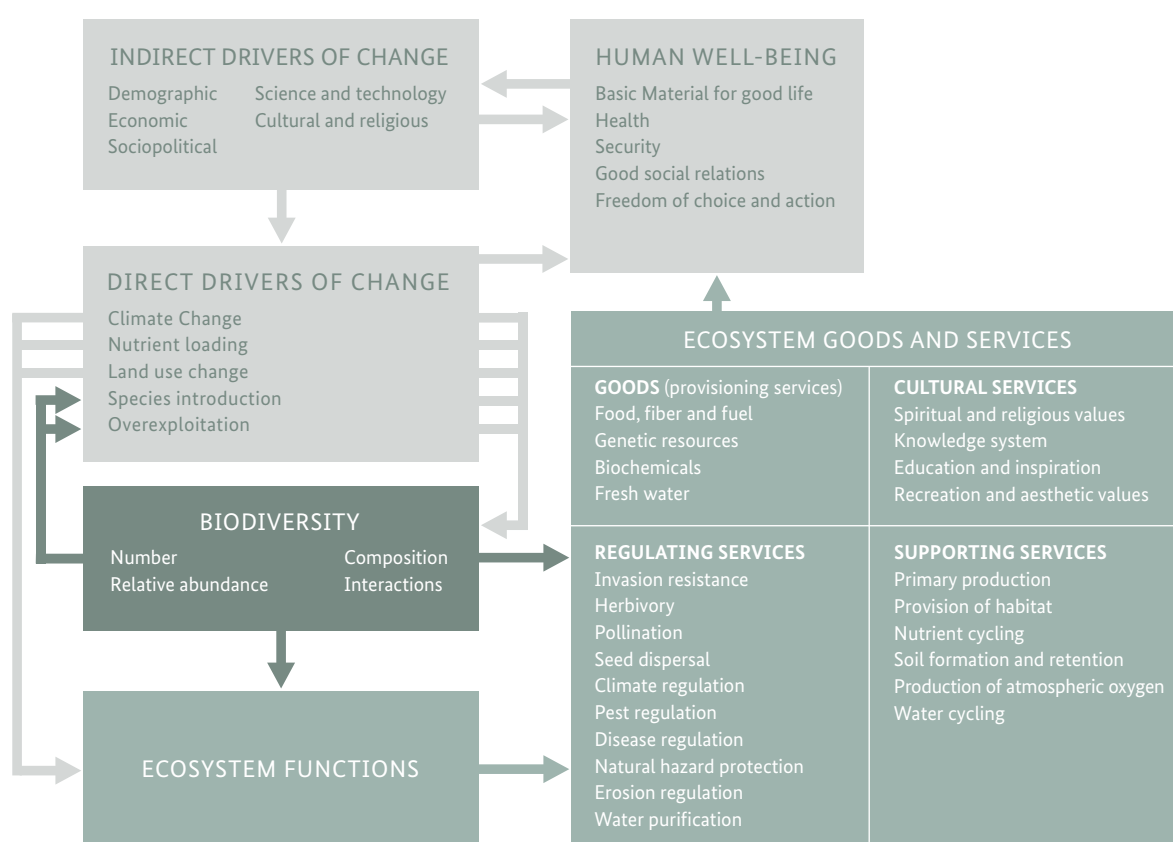 INDIRECT DRIVERS OF CHANGE
Demographic
Economic
Sociopolitical
Science and technology
Cultural and religious
HUMAN WELL-BEING
Basic Material for good life
Health
Security
Good social relations
Freedom of choice and action
DIRECT DRIVERS OF CHANGE
Climate Change
Nutrient loading
Land use change
Species introduction
Overexploitation
BIODIVERSITY
Number
Relative abundance
Composition
Interactions
ECOSYSTEM FUNCTIONS
ECOSYSTEM GOODS AND SERVICES
GOODS (provisioning services)
Food, fiber and fuel
Genetic resources
Biochemicals
Fresh water
CULTURAL SERVICES
Spiritual and religious values
Knowledge system
Education and inspiration
Recreation and aesthetic values
REGULATING SERVICES
Invasion resistance
Herbivory
Pollination
Seed dispersal
Climate regulation
Pest regulation
Disease regulation
Natural hazard protection
Erosion regulation
Water purification
SUPPORTING SERVICES
Primary production
Provision of habitat
Nutrient cycling
Soil formation and retention
Production of atmospheric oxygen
Water cycling